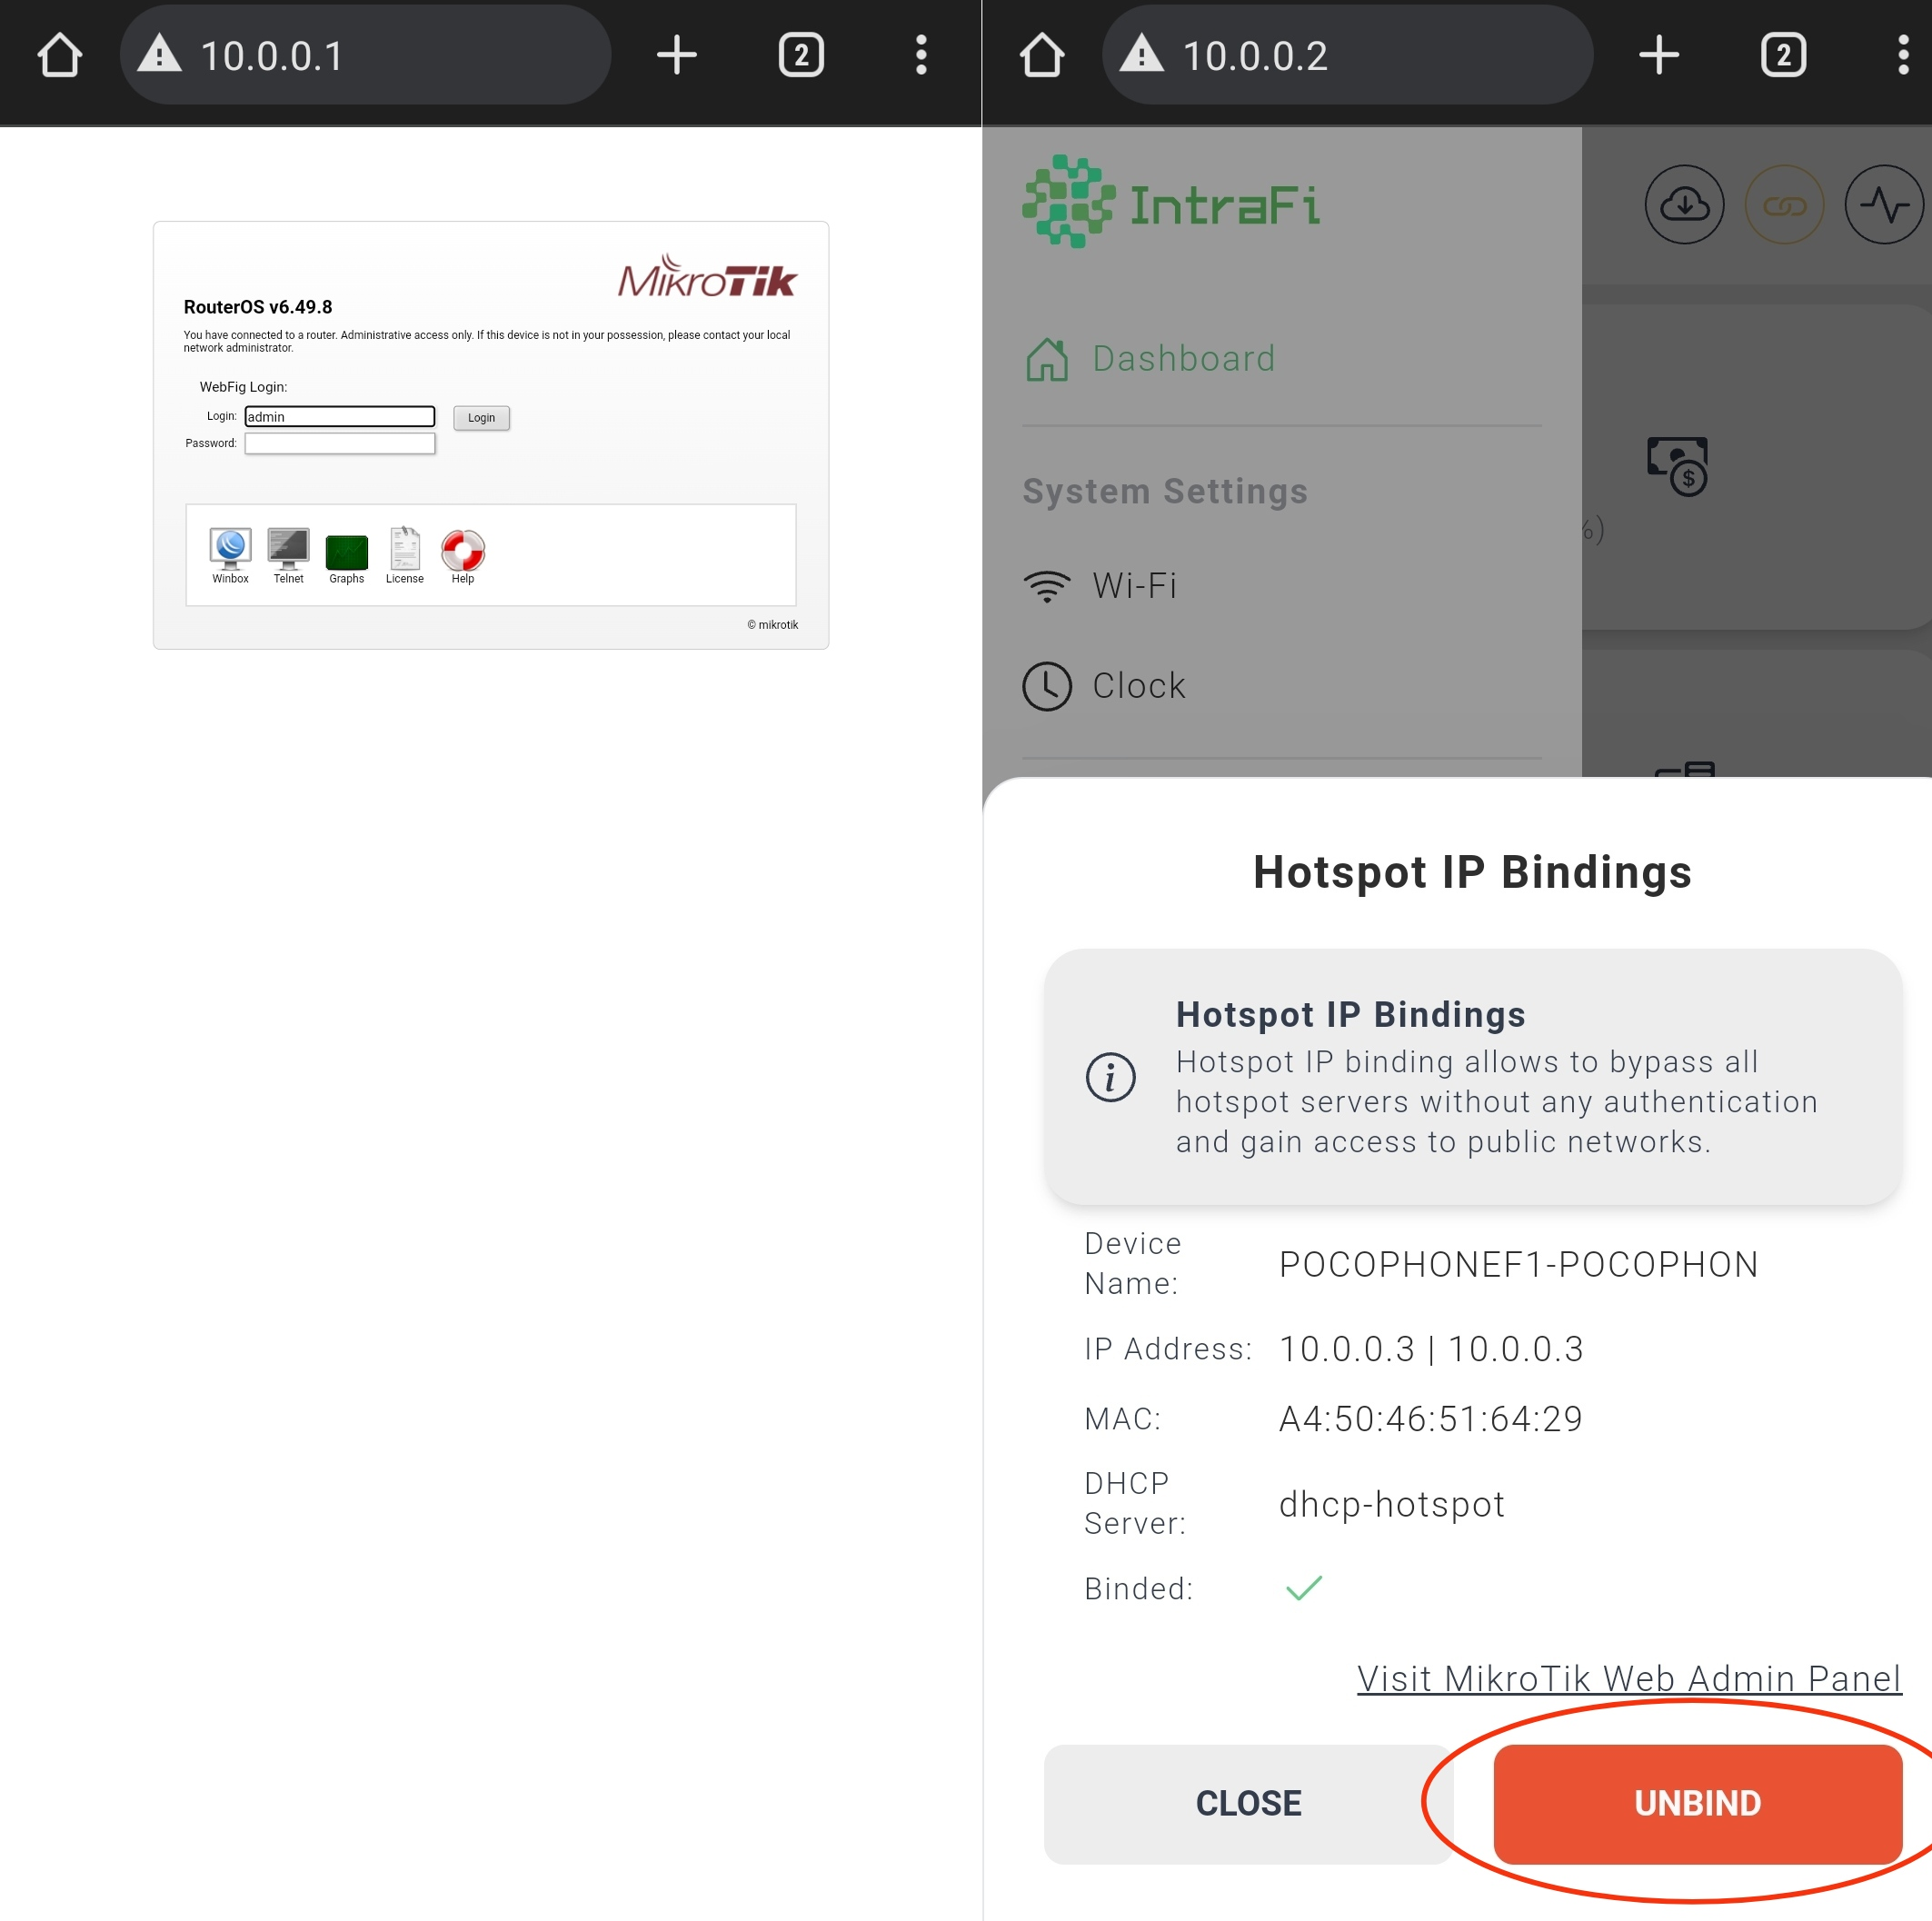 10.0.0.1
2
MikroTik
RouterOS v6.49.8
You have connected to a router. Administrative access only. If this device is not in your possession, please contact your local
network administrator.
WebFig Login:
Login: admin
Login
Password:
Winbox Telnet Graphs License Help
© mikrotik
10.0.0.2
2
IntraFi
Dashboard
System Settings
$
%)
Wi-Fi
Clock
Hotspot IP Bindings
Hotspot IP Bindings
Hotspot IP binding allows to bypass all
hotspot servers without any authentication
and gain access to public networks.
Device
Name:
POCOPHONEF1-POCOPHON
IP Address: 10.0.0.3 | 10.0.0.3
MAC: A4:50:46:51:64:29
DHCP
Server:
dhcp-hotspot
Binded:
Visit MikroTik Web Admin Panel
CLOSE UNBIND